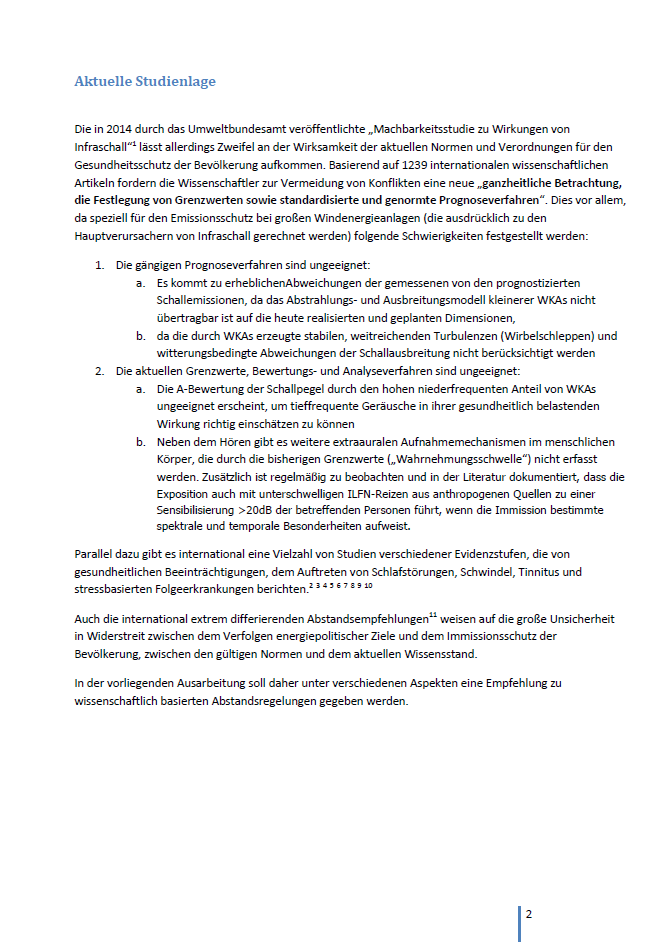 Aktuelle Studienlage
Die in 2014 durch das Umweltbundesamt veröffentlichte „Machbarkeitsstudie zu Wirkungen von
Infraschall“¹ lässt allerdings Zweifel an der Wirksamkeit der aktuellen Normen und Verordnungen für den
Gesundheitsschutz der Bevölkerung aufkommen. Basierend auf 1239 internationalen wissenschaftlichen
Artikeln fordern die Wissenschaftler zur Vermeidung von Konflikten eine neue „ganzheitliche Betrachtung,
die Festlegung von Grenzwerten sowie standardisierte und genormte Prognoseverfahren“. Dies vor allem,
da speziell für den Emissionsschutz bei großen Windenergieanlagen (die ausdrücklich zu den
Hauptverursachern von Infraschall gerechnet werden) folgende Schwierigkeiten festgestellt werden:
1. Die gängigen Prognoseverfahren sind ungeeignet:
a. Es kommt zu erheblichenAbweichungen der gemessenen von den prognostizierten
Schallemissionen, da das Abstrahlungs- und Ausbreitungsmodell kleinerer WKAs nicht
übertragbar ist auf die heute realisierten und geplanten Dimensionen,
b. da die durch WKAs erzeugte stabilen, weitreichenden Turbulenzen (Wirbelschleppen) und
witterungsbedingte Abweichungen der Schallausbreitung nicht berücksichtigt werden
2. Die aktuellen Grenzwerte, Bewertungs- und Analyseverfahren sind ungeeignet:
a. Die A-Bewertung der Schallpegel durch den hohen niederfrequenten Anteil von WKAs
ungeeignet erscheint, um tieffrequente Geräusche in ihrer gesundheitlich belastenden
Wirkung richtig einschätzen zu können
b. Neben dem Hören gibt es weitere extraauralen Aufnahmemechanismen im menschlichen
Körper, die durch die bisherigen Grenzwerte („Wahrnehmungsschwelle“) nicht erfasst
werden. Zusätzlich ist regelmäßig zu beobachten und in der Literatur dokumentiert, dass die
Exposition auch mit unterschwelligen ILFN-Reizen aus anthropogenen Quellen zu einer
Sensibilisierung >20dB der betreffenden Personen führt, wenn die Immission bestimmte
spektrale und temporale Besonderheiten aufweist.
Parallel dazu gibt es international eine Vielzahl von Studien verschiedener Evidenzstufen, die von
gesundheitlichen Beeinträchtigungen, dem Auftreten von Schlafstörungen, Schwindel, Tinnitus und
stressbasierten Folgeerkrankungen berichten.² ³ ⁴ ⁵ ⁶ ⁷ ⁸ ⁹ ¹⁰
Auch die international extrem differierenden Abstandsempfehlungen¹¹ weisen auf die große Unsicherheit
in Widerstreit zwischen dem Verfolgen energiepolitischer Ziele und dem Immissionsschutz der
Bevölkerung, zwischen den gültigen Normen und dem aktuellen Wissensstand.
In der vorliegenden Ausarbeitung soll daher unter verschiedenen Aspekten eine Empfehlung zu
wissenschaftlich basierten Abstandsregelungen gegeben werden.
2